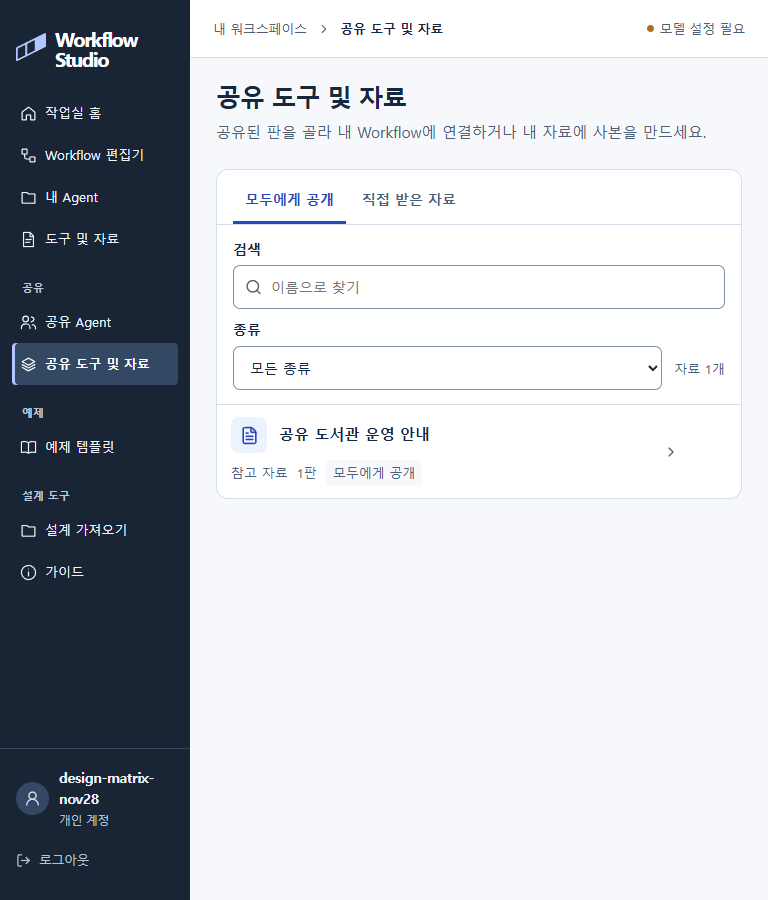 Workflow
Studio
작업실 홈
Workflow 편집기
내 Agent
도구 및 자료
공유
공유 Agent
공유 도구 및 자료
예제
예제 템플릿
설계 도구
설계 가져오기
가이드
design-matrix-
nov28
개인 계정
로그아웃
내 워크스페이스 > 공유 도구 및 자료
모델 설정 필요
공유 도구 및 자료
공유된 판을 골라 내 Workflow에 연결하거나 내 자료에 사본을 만드세요.
모두에게 공개 직접 받은 자료
검색
이름으로 찾기
종류
모든 종류 자료 1개
공유 도서관 운영 안내
참고 자료 1판 모두에게 공개